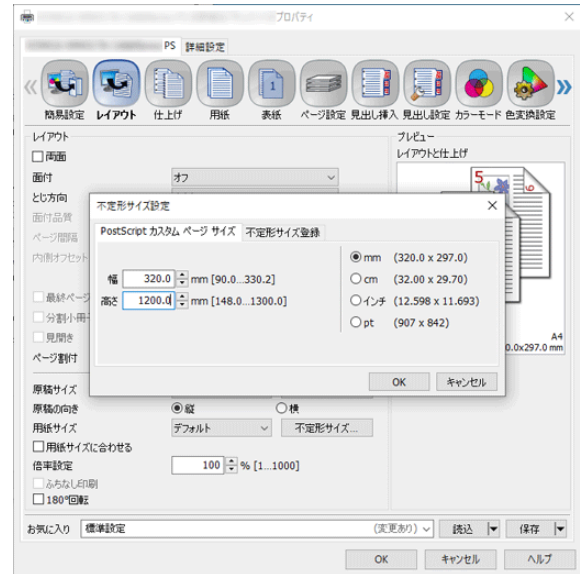 プロパティ
PS 詳細設定
簡易設定 レイアウト 仕上げ 用紙 表紙 ページ設定 見出し挿入 見出し設定 カラーモード 色変換設定
1
レイアウト
両面
面付 オフ
とじ方向
面付品質
ページ間隔
内側オフセット
最終ページ
分割小冊子
見開き
ページ割付
原稿サイズ
原稿の向き 縦 横
用紙サイズ デフォルト 不定形サイズ...
用紙サイズに合わせる
倍率設定 100 % [1...1000]
ふちなし印刷
180°回転
プレビュー
レイアウトと仕上げ
5
6
A4
0.0x297.0 mm
不定形サイズ設定
PostScript カスタム ページ サイズ 不定形サイズ登録
幅 320.0 mm [90.0...330.2]
高さ 1200.0 mm [148.0...1300.0]
mm (320.0 x 297.0)
cm (32.00 x 29.70)
インチ (12.598 x 11.693)
pt (907 x 842)
OK キャンセル
お気に入り 標準設定 (変更あり) 読込 保存
OK キャンセル ヘルプ